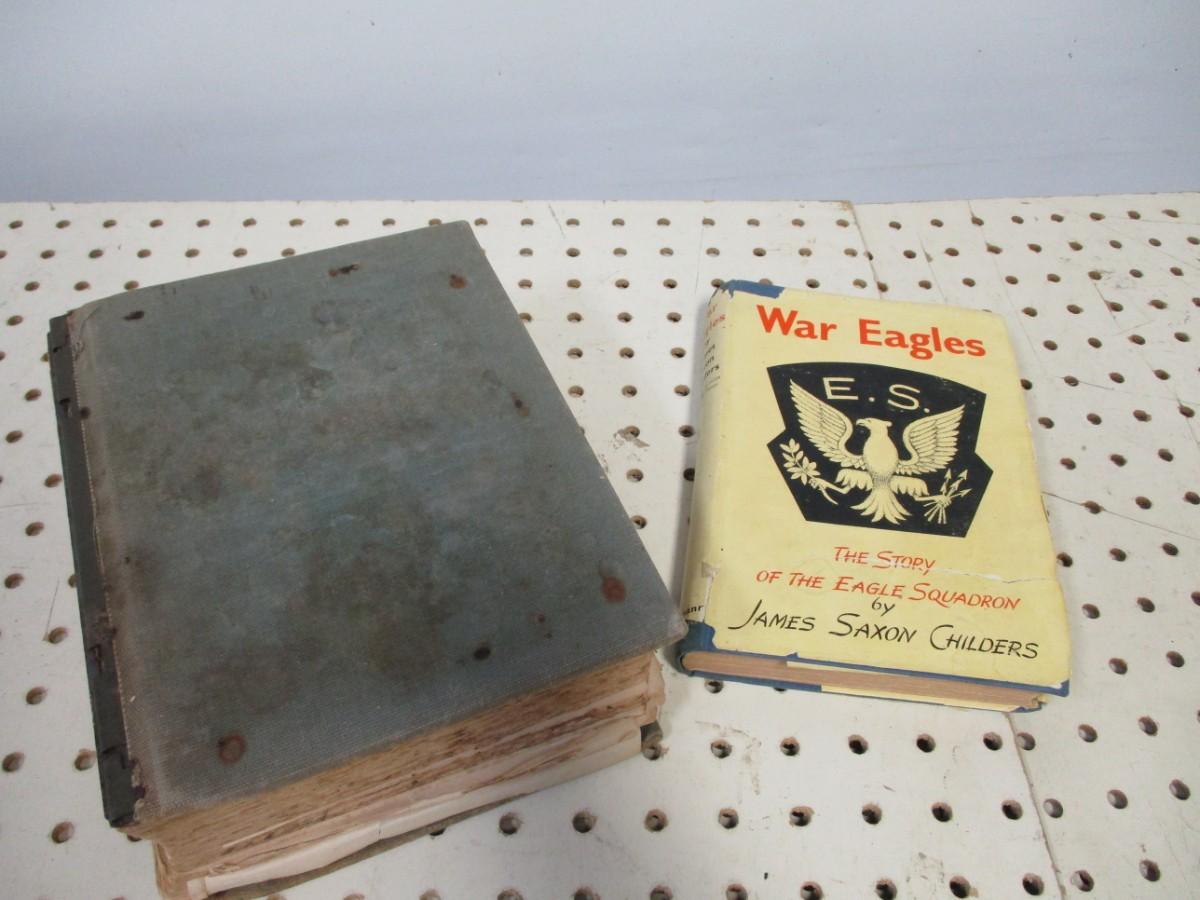 War Eagles
E.S.
THE STORY
OF THE EAGLE SQUADRON
by
JAMES SAXON CHILDERS